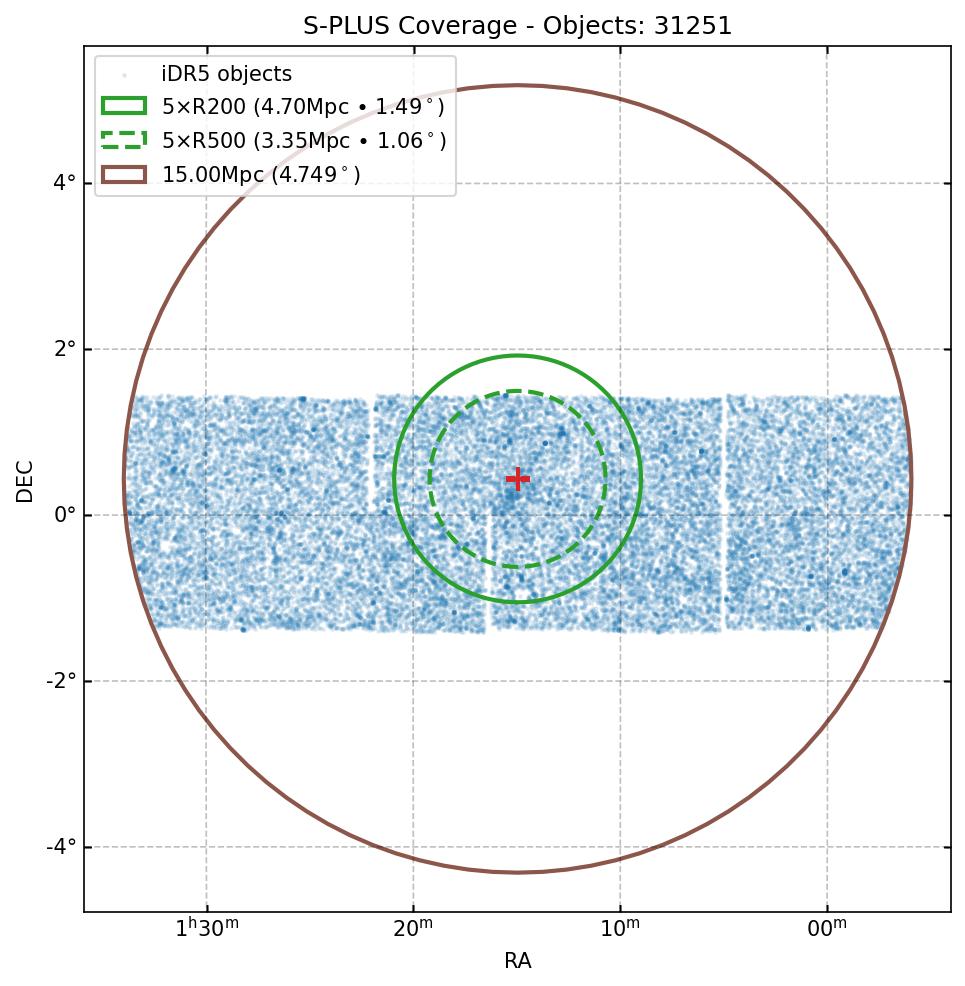 S-PLUS Coverage - Objects: 31251
iDR5 objects
5×R200 (4.70Mpc • 1.49°)
5×R500 (3.35Mpc • 1.06°)
15.00Mpc (4.749°)
4°
2°
0°
-2°
-4°
DEC
1ʰ30ᵐ
20ᵐ
10ᵐ
00ᵐ
RA